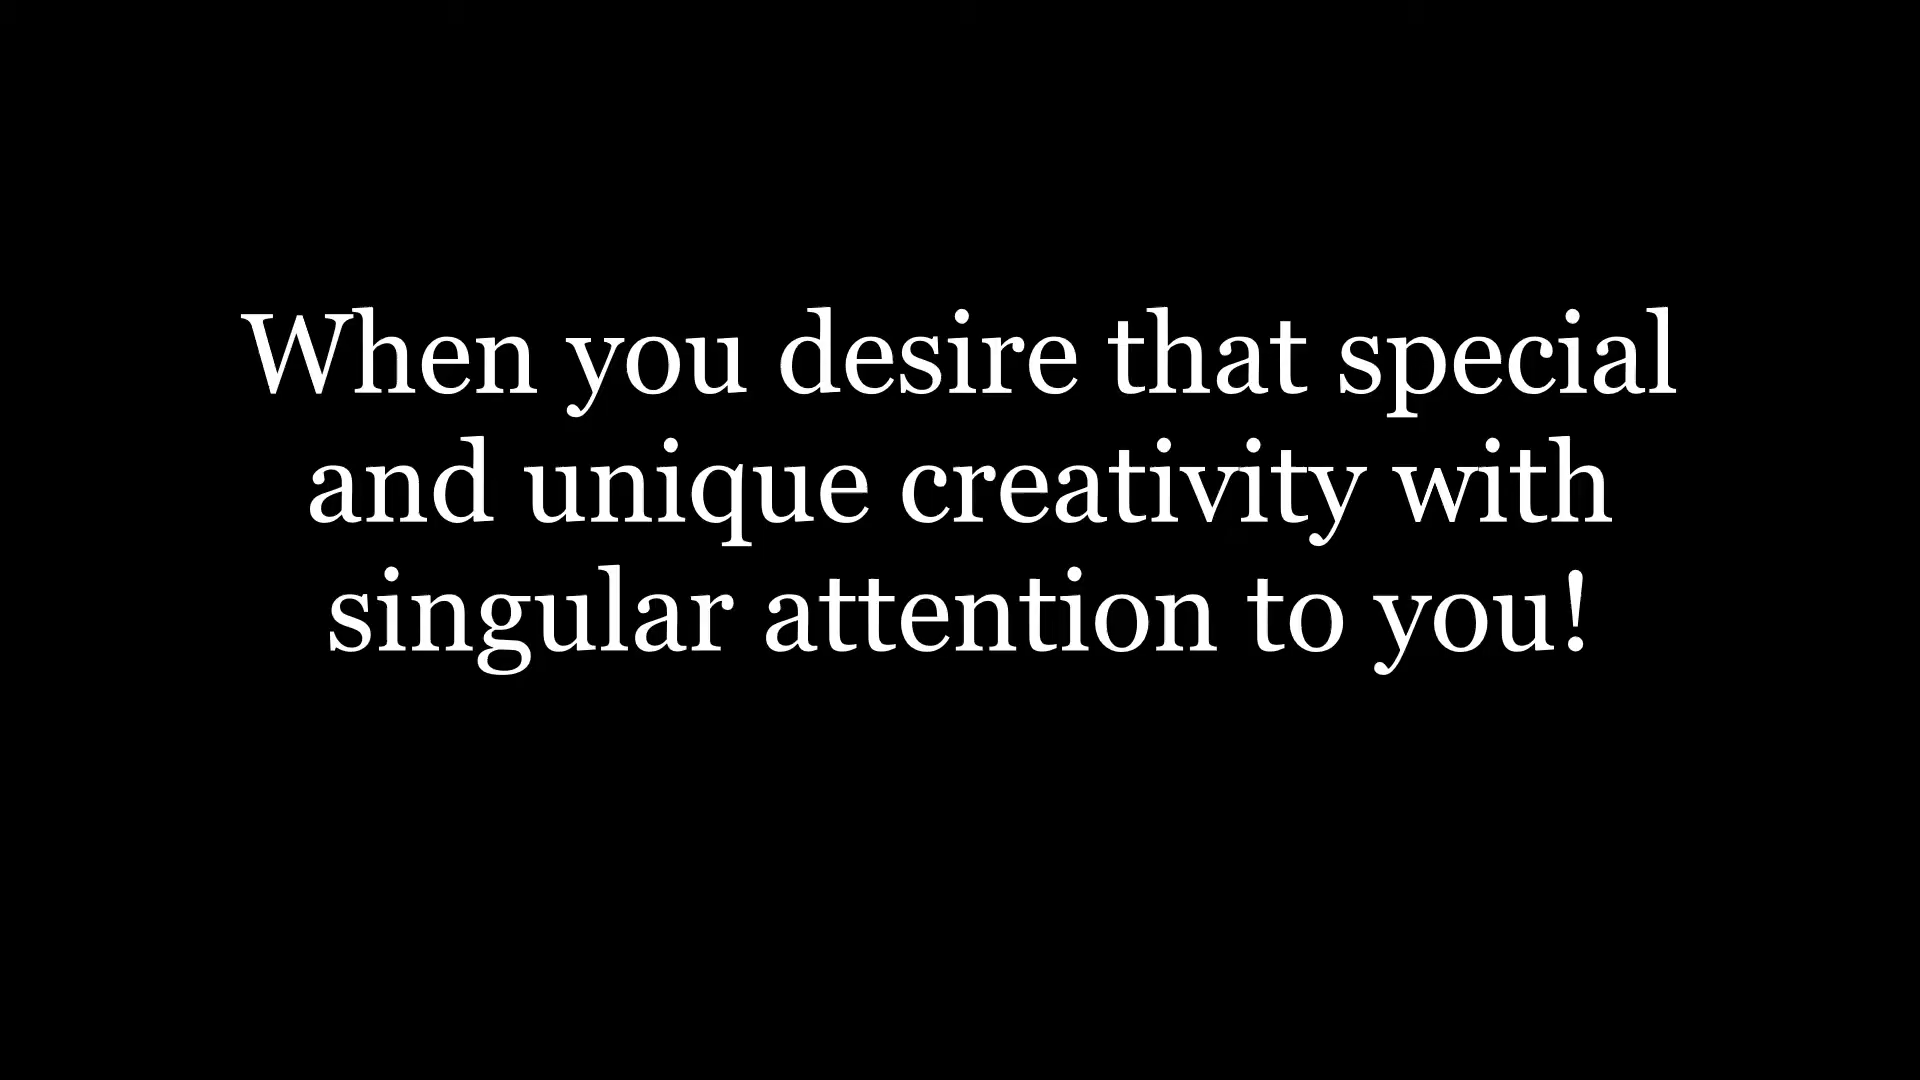 When you desire that special
and unique creativity with
singular attention to you!